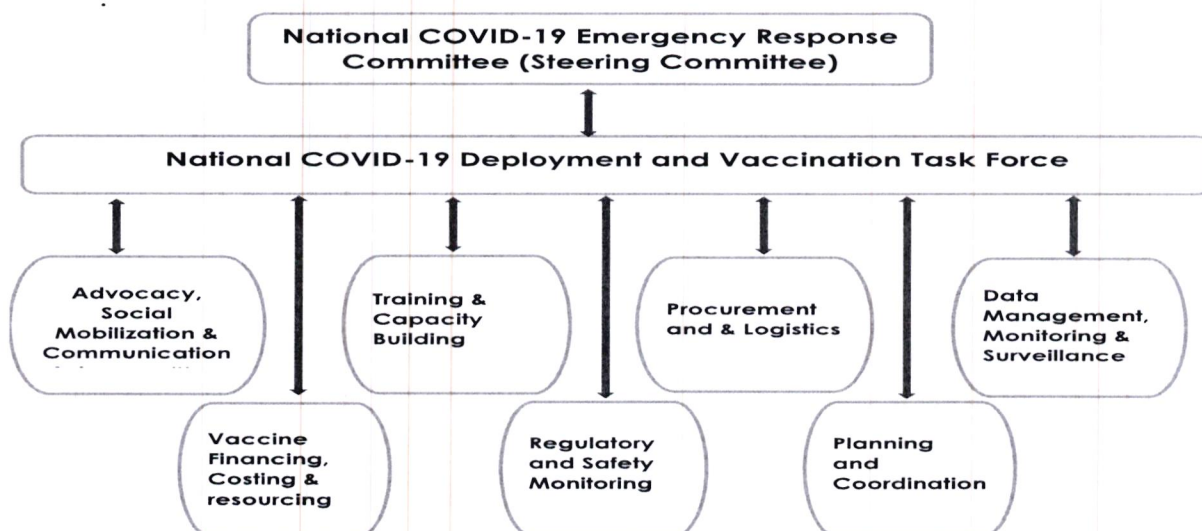 National COVID-19 Emergency Response
Committee (Steering Committee)
National COVID-19 Deployment and Vaccination Task Force
Advocacy,
Social
Mobilization &
Communication
Training &
Capacity
Building
Procurement
and & Logistics
Data
Management,
Monitoring &
Surveillance
Vaccine
Financing,
Costing &
resourcing
Regulatory
and Safety
Monitoring
Planning
and
Coordination